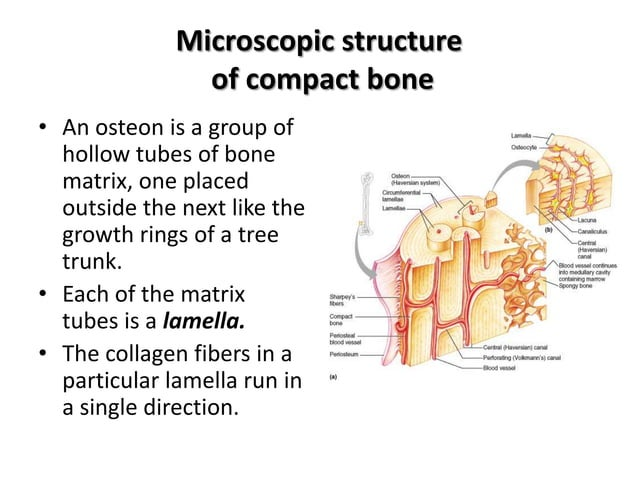 Microscopic structure
of compact bone
• An osteon is a group of
hollow tubes of bone
matrix, one placed
outside the next like the
growth rings of a tree
trunk.
• Each of the matrix
tubes is a lamella.
• The collagen fibers in a
particular lamella run in
a single direction.
Lamella
Osteocyte
Osteon
(Haversian system)
Circumferential
lamellae
Lamellae
Lacuna
Canaliculus
(b)
Central
(Haversian)
canal
Blood vessel continues
into medullary cavity
containing marrow
Spongy bone
Sharpey's
fibers
Compact
bone
Periosteal
blood vessel
Periosteum
Central (Haversian) canal
Perforating (Volkmann's) canal
Blood vessel
(a)